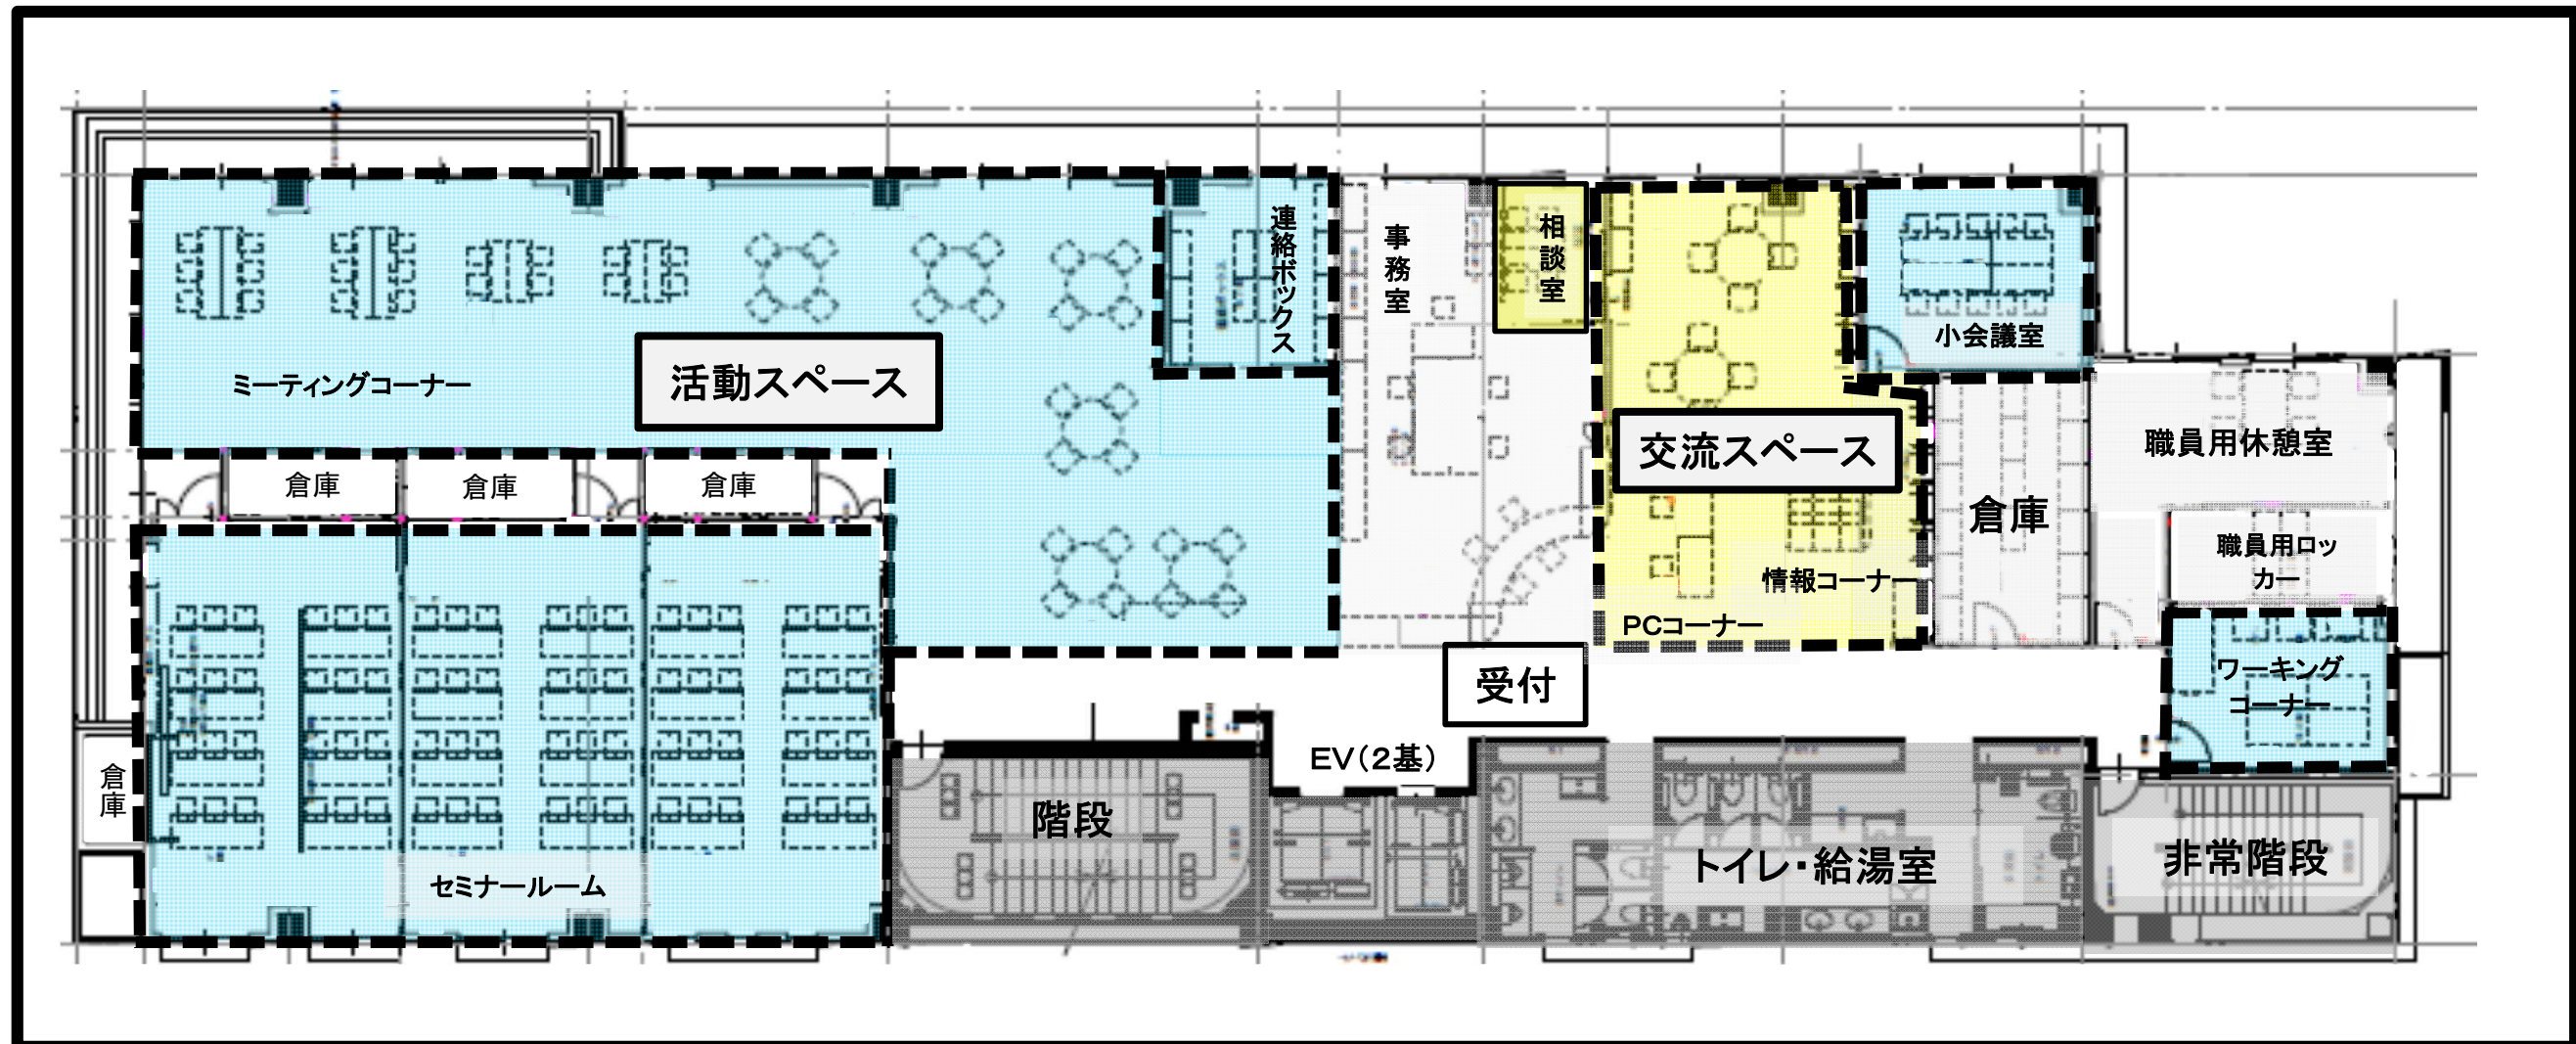 連絡ボックス
事務室
相談室
小会議室
ミーティングコーナー
活動スペース
交流スペース
職員用休憩室
倉庫
倉庫
倉庫
倉庫
職員用ロッ
カー
情報コーナー
PCコーナー
受付
ワーキング
コーナー
EV(2基)
倉庫
階段
トイレ・給湯室
非常階段
セミナールーム